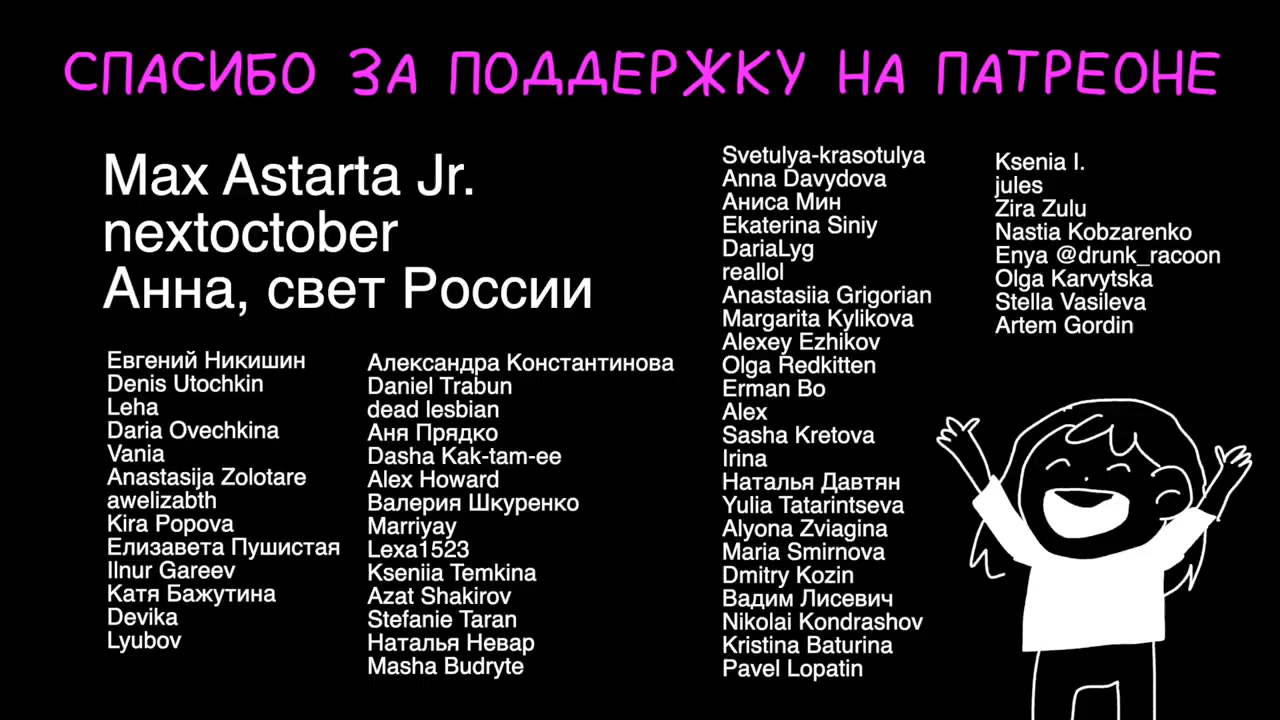 СПАСИБО ЗА ПОДДЕРЖКУ НА ПАТРЕОНЕ
Max Astarta Jr.
nextoctober
Анна, свет России
Евгений Никишин
Denis Utochkin
Leha
Daria Ovechkina
Vania
Anastasija Zolotare
awelizabth
Kira Popova
Елизавета Пушистая
Ilnur Gareev
Катя Бажутина
Devika
Lyubov
Александра Константинова
Daniel Trabun
dead lesbian
Аня Прядко
Dasha Kak-tam-ee
Alex Howard
Валерия Шкуренко
Marriyay
Lexa1523
Kseniia Temkina
Azat Shakirov
Stefanie Taran
Наталья Невар
Masha Budryte
Svetulya-krasotulya
Anna Davydova
Аниса Мин
Ekaterina Siniy
DariaLyg
reallol
Anastasiia Grigorian
Margarita Kylikova
Alexey Ezhikov
Olga Redkitten
Erman Bo
Alex
Sasha Kretova
Irina
Наталья Давтян
Yulia Tatarintseva
Alyona Zviagina
Maria Smirnova
Dmitry Kozin
Вадим Лисевич
Nikolai Kondrashov
Kristina Baturina
Pavel Lopatin
Ksenia I.
jules
Zira Zulu
Nastia Kobzarenko
Enya @drunk_racoon
Olga Karvytska
Stella Vasileva
Artem Gordin